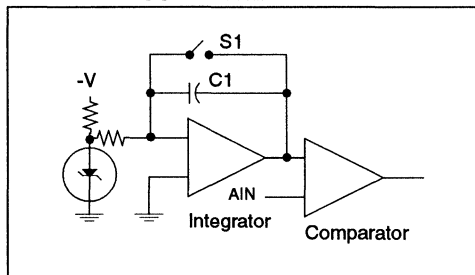 S1
C1
-V
AIN
Integrator
Comparator